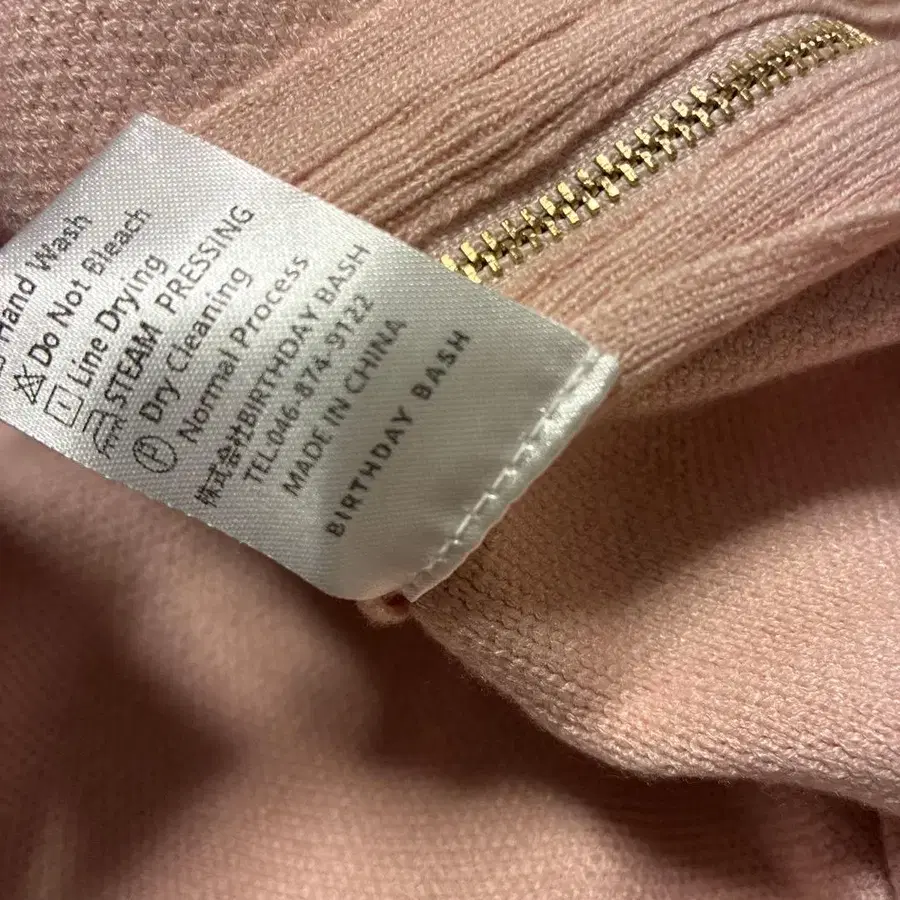 Hand Wash
Do Not Bleach
Line Drying
STEAM PRESSING
Dry Cleaning
Normal Process
株式会社BIRTHDAY BASH
TEL046-874-9122
MADE IN CHINA
BIRTHDAY BASH